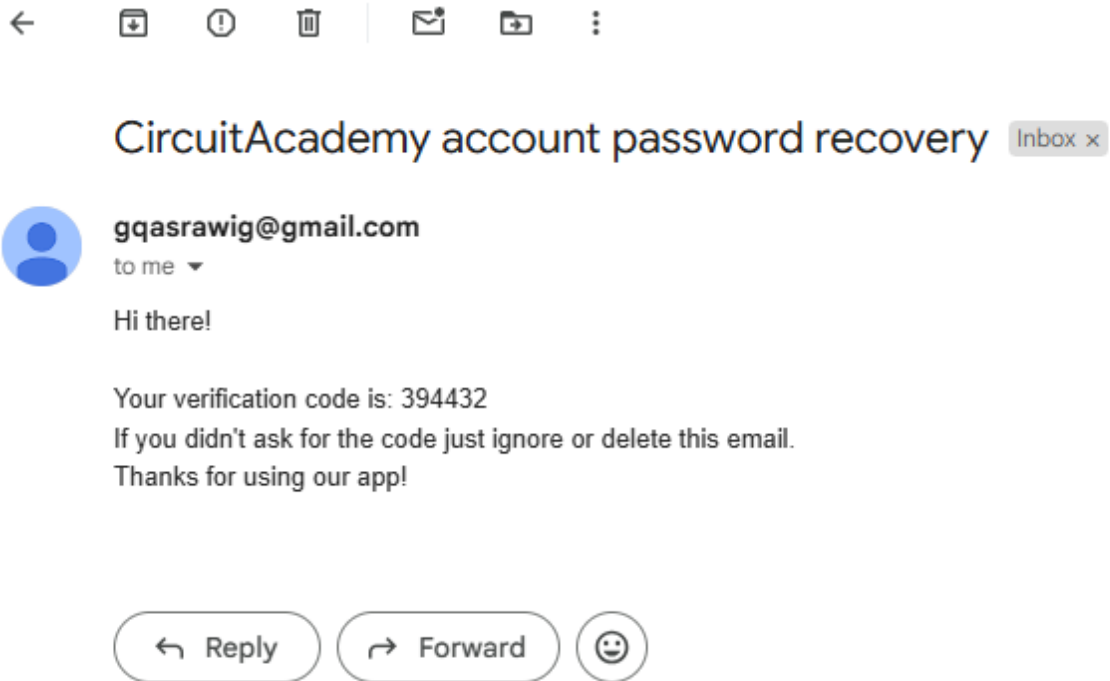 CircuitAcademy account password recovery Inbox ×
gqasrawig@gmail.com
to me
Hi there!
Your verification code is: 394432
If you didn't ask for the code just ignore or delete this email.
Thanks for using our app!
Reply Forward